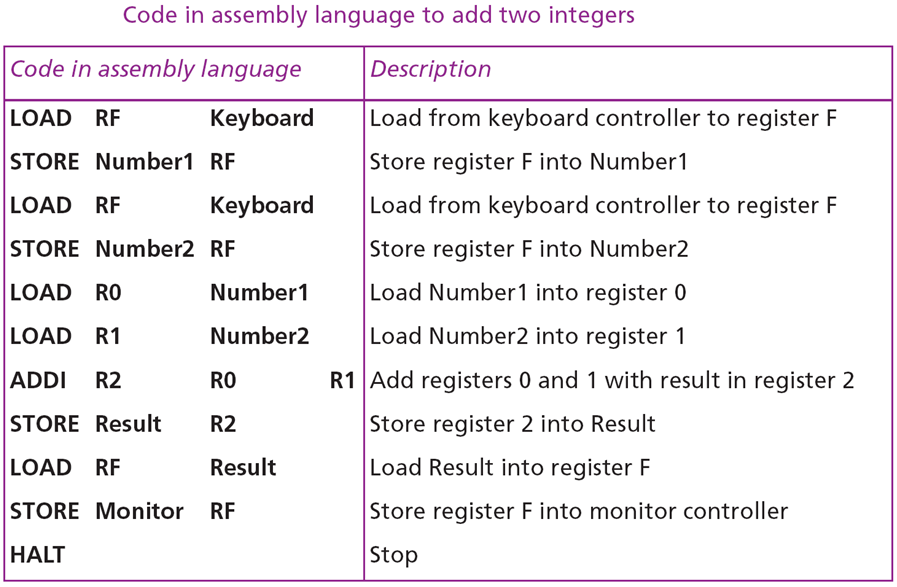 Code in assembly language to add two integers
Code in assembly language Description
LOAD RF Keyboard Load from keyboard controller to register F
STORE Number1 RF Store register F into Number1
LOAD RF Keyboard Load from keyboard controller to register F
STORE Number2 RF Store register F into Number2
LOAD R0 Number1 Load Number1 into register 0
LOAD R1 Number2 Load Number2 into register 1
ADDI R2 R0 R1 Add registers 0 and 1 with result in register 2
STORE Result R2 Store register 2 into Result
LOAD RF Result Load Result into register F
STORE Monitor RF Store register F into monitor controller
HALT Stop